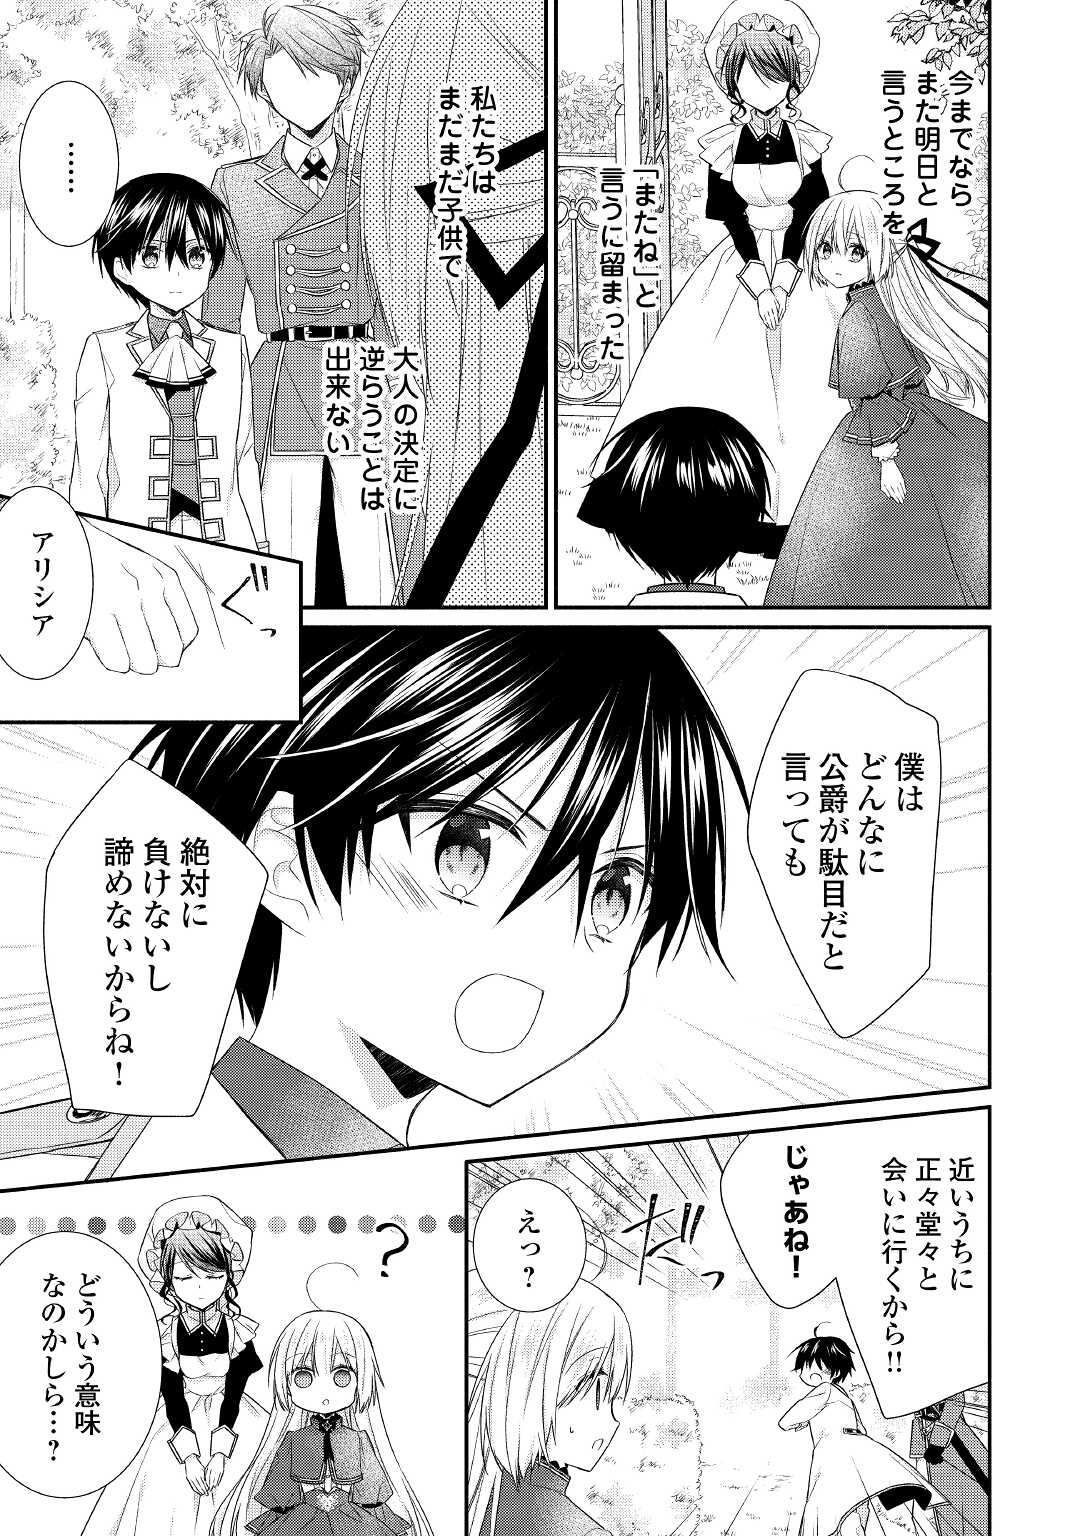 今までなら
また明日と
言うところを
「またね」と
言うに留まった
私たちは
まだまだ子供で
大人の決定に
逆らうことは
出来ない
……
ぐっ
アリシア
僕は
どんなに
公爵が駄目だと
言っても
絶対に
負けないし
諦めないからね！
近いうちに
正々堂々と
会いに行くから!!
じゃあね！
ダッ
えっ？
?
どういう意味
なのかしら…？